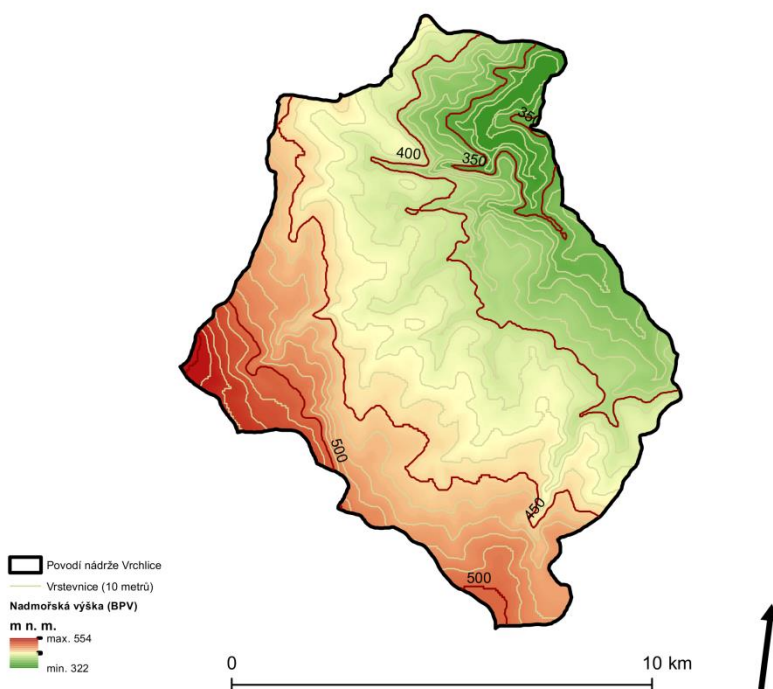 350
400
350
500
450
500
Povodí nádrže Vrchlice
Vrstevnice (10 metrů)
Nadmořská výška (BPV)
m n. m.
max. 554
min. 322
0
10 km